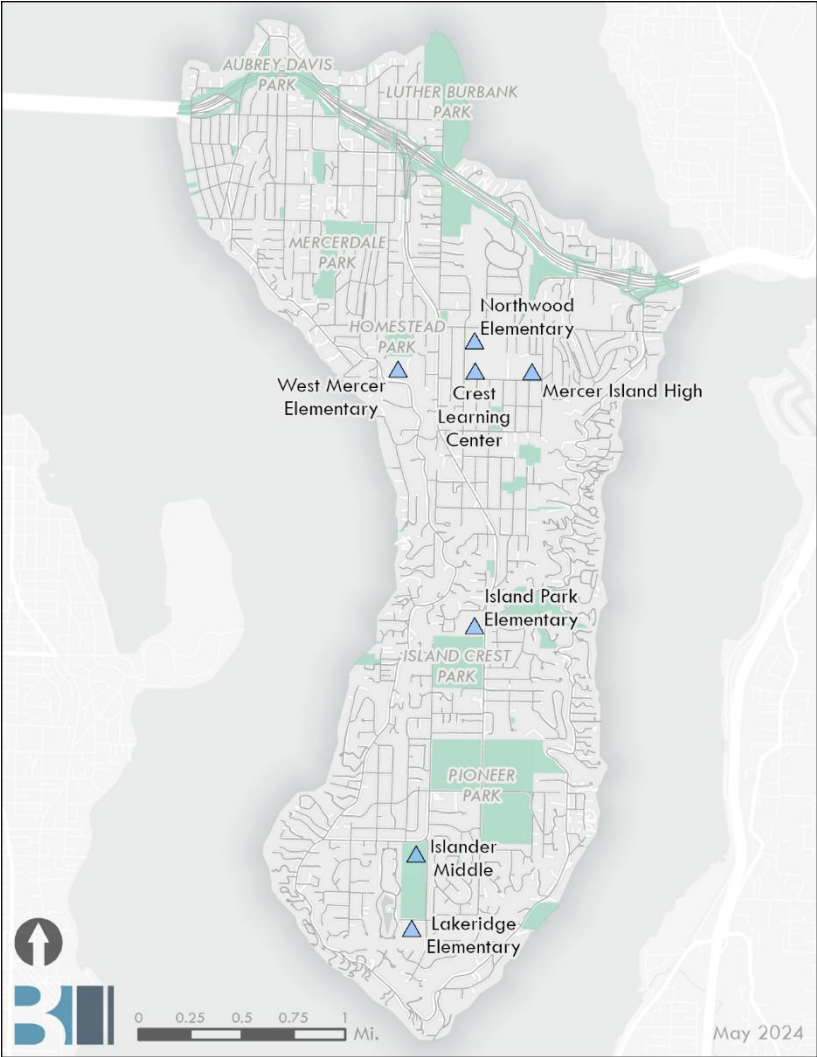 AUBREY DAVIS
PARK
LUTHER BURBANK
PARK
MERCERDALE
PARK
Northwood
Elementary
HOMESTEAD
PARK
West Mercer
Elementary
Crest
Learning
Center
Mercer Island High
Island Park
Elementary
ISLAND CREST
PARK
PIONEER
PARK
Islander
Middle
Lakeridge
Elementary
0 0.25 0.5 0.75 1
Mi.
May 2024